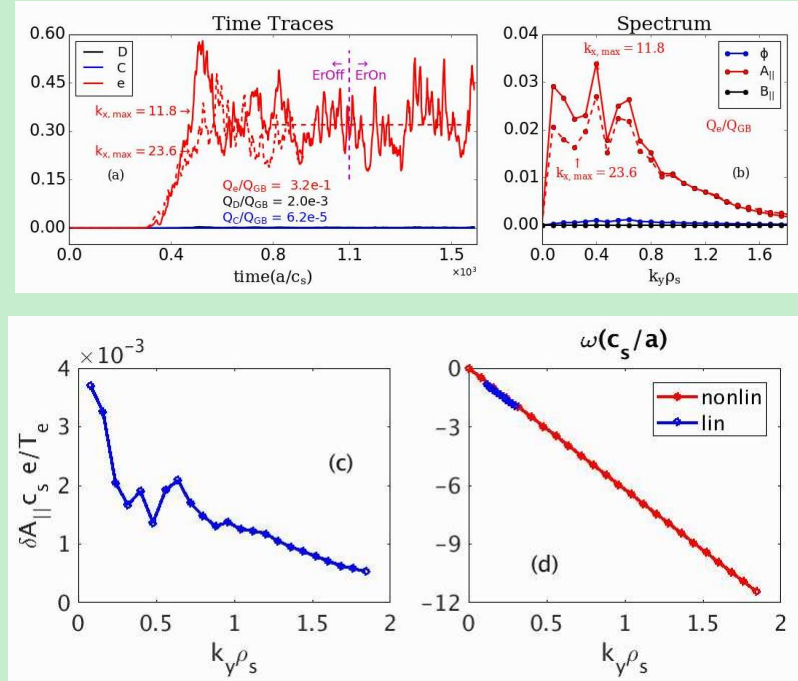 Time Traces
0.60
0.45
0.30
0.15
0.00
D
C
e
← →
ErOff ErOn
k_x,max = 11.8 →
k_x,max = 23.6 →
(a)
Q_e/Q_GB = 3.2e-1
Q_D/Q_GB = 2.0e-3
Q_C/Q_GB = 6.2e-5
0.0 0.4 0.8 1.1 1.5
×10³
time(a/c_s)
Spectrum
0.04
0.03
0.02
0.01
0.00
k_x,max = 11.8
ϕ
A_||
B_||
Q_e/Q_GB
↑
k_x,max = 23.6
(b)
0.0 0.4 0.8 1.2 1.6
k_yρ_s
×10⁻³
4
3
2
1
0
δA_||c_s e/T_e
(c)
0 0.5 1 1.5 2
k_yρ_s
ω(c_s/a)
0
-3
-6
-9
-12
nonlin
lin
(d)
0 0.5 1 1.5 2
k_yρ_s